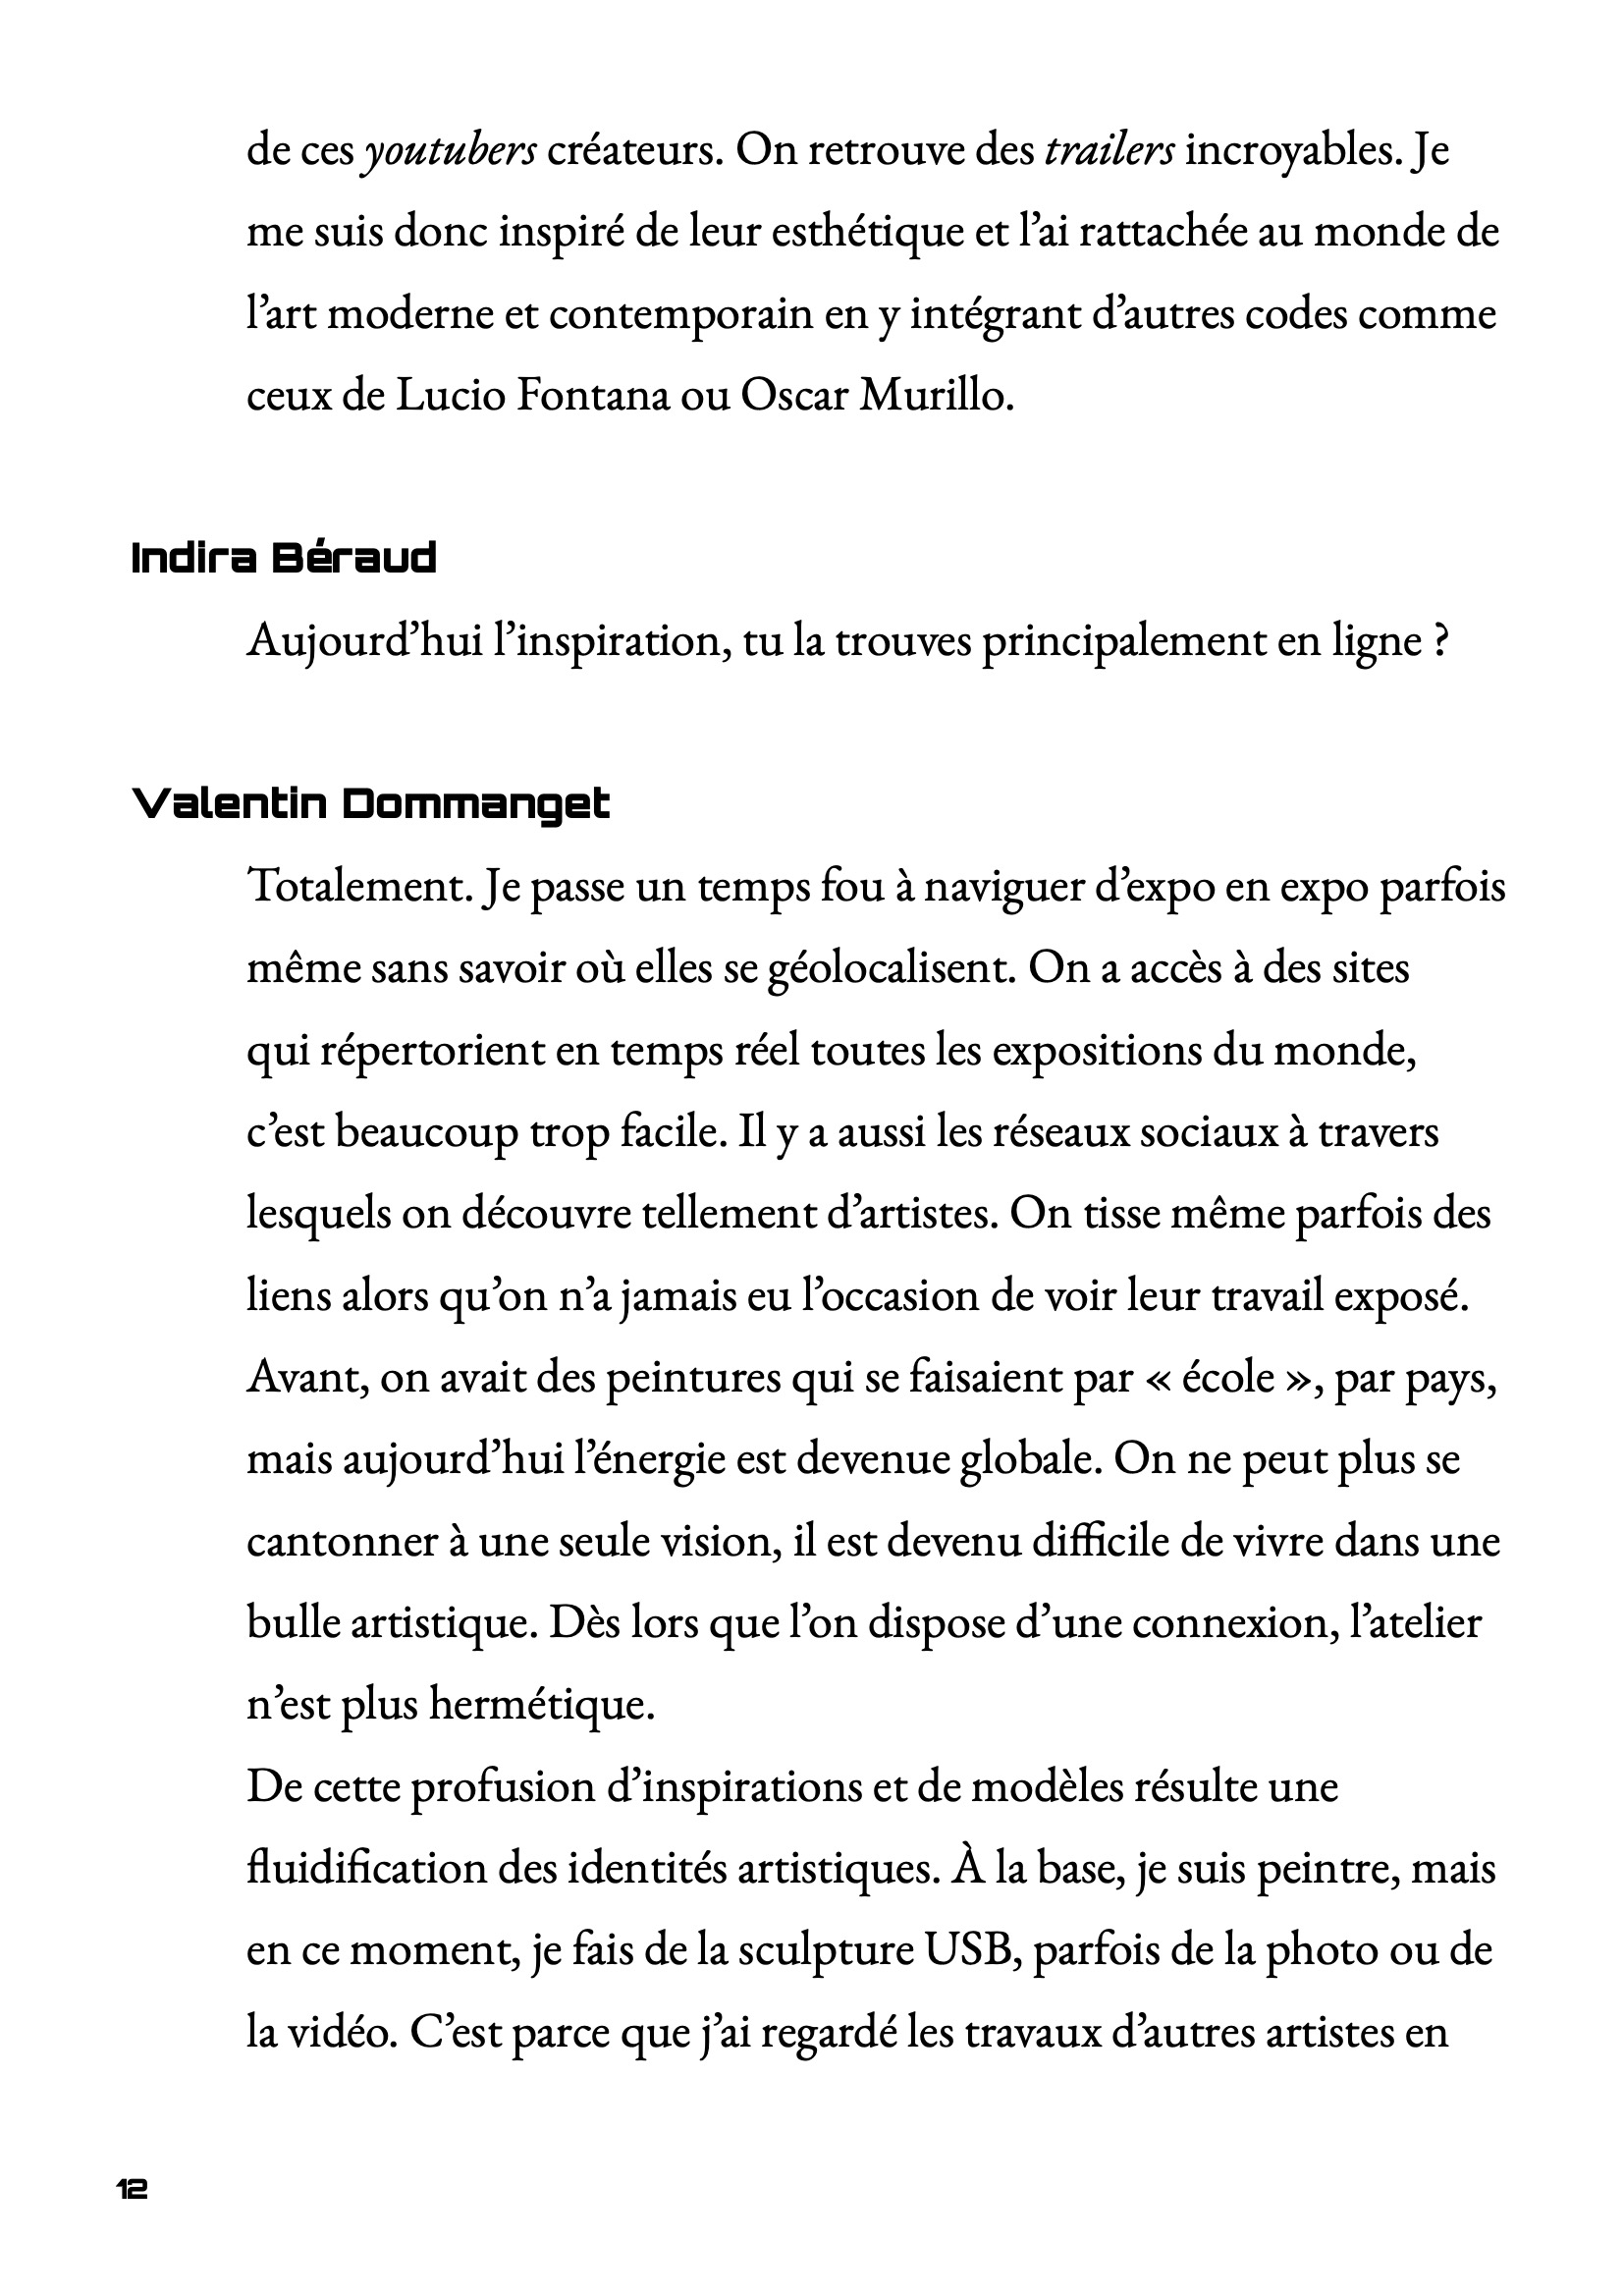 de ces youtubers créateurs. On retrouve des trailers incroyables. Je
me suis donc inspiré de leur esthétique et l’ai rattachée au monde de
l’art moderne et contemporain en y intégrant d’autres codes comme
ceux de Lucio Fontana ou Oscar Murillo.
Indira Béraud
Aujourd’hui l’inspiration, tu la trouves principalement en ligne ?
Valentin Dommanget
Totalement. Je passe un temps fou à naviguer d’expo en expo parfois
même sans savoir où elles se géolocalisent. On a accès à des sites
qui répertorient en temps réel toutes les expositions du monde,
c’est beaucoup trop facile. Il y a aussi les réseaux sociaux à travers
lesquels on découvre tellement d’artistes. On tisse même parfois des
liens alors qu’on n’a jamais eu l’occasion de voir leur travail exposé.
Avant, on avait des peintures qui se faisaient par « école », par pays,
mais aujourd’hui l’énergie est devenue globale. On ne peut plus se
cantonner à une seule vision, il est devenu difficile de vivre dans une
bulle artistique. Dès lors que l’on dispose d’une connexion, l’atelier
n’est plus hermétique.
De cette profusion d’inspirations et de modèles résulte une
fluidification des identités artistiques. À la base, je suis peintre, mais
en ce moment, je fais de la sculpture USB, parfois de la photo ou de
la vidéo. C’est parce que j’ai regardé les travaux d’autres artistes en
12